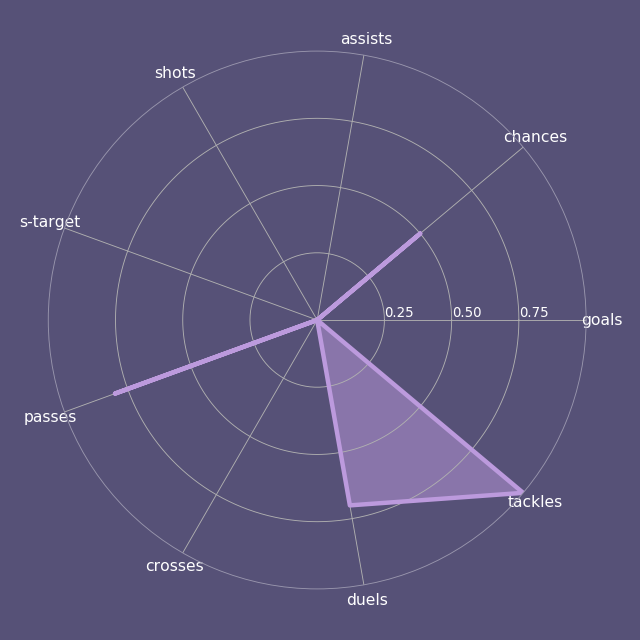 assists
shots
chances
s-target
0.25 0.50 0.75
goals
passes
tackles
crosses
duels